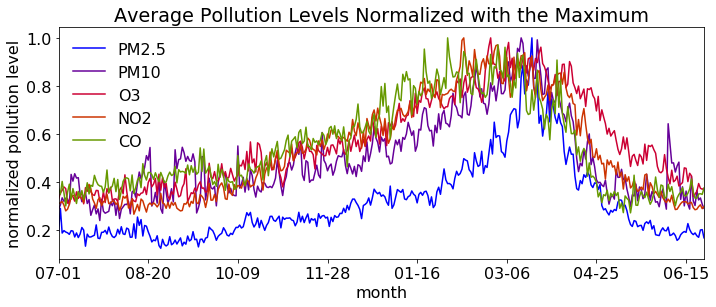 Average Pollution Levels Normalized with the Maximum
normalized pollution level
1.0
0.8
0.6
0.4
0.2
PM2.5
PM10
O3
NO2
CO
07-01 08-20 10-09 11-28 01-16 03-06 04-25 06-15
month